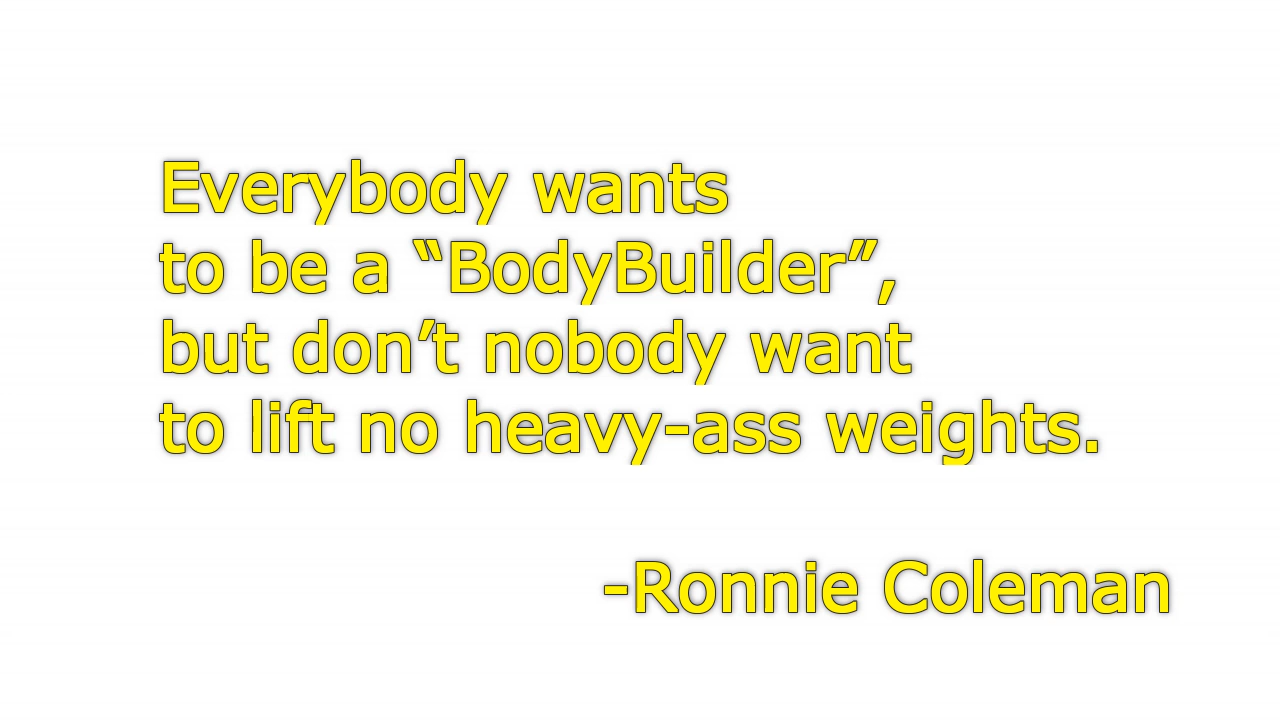 Everybody wants
to be a “BodyBuilder”,
but don’t nobody want
to lift no heavy-ass weights.
-Ronnie Coleman